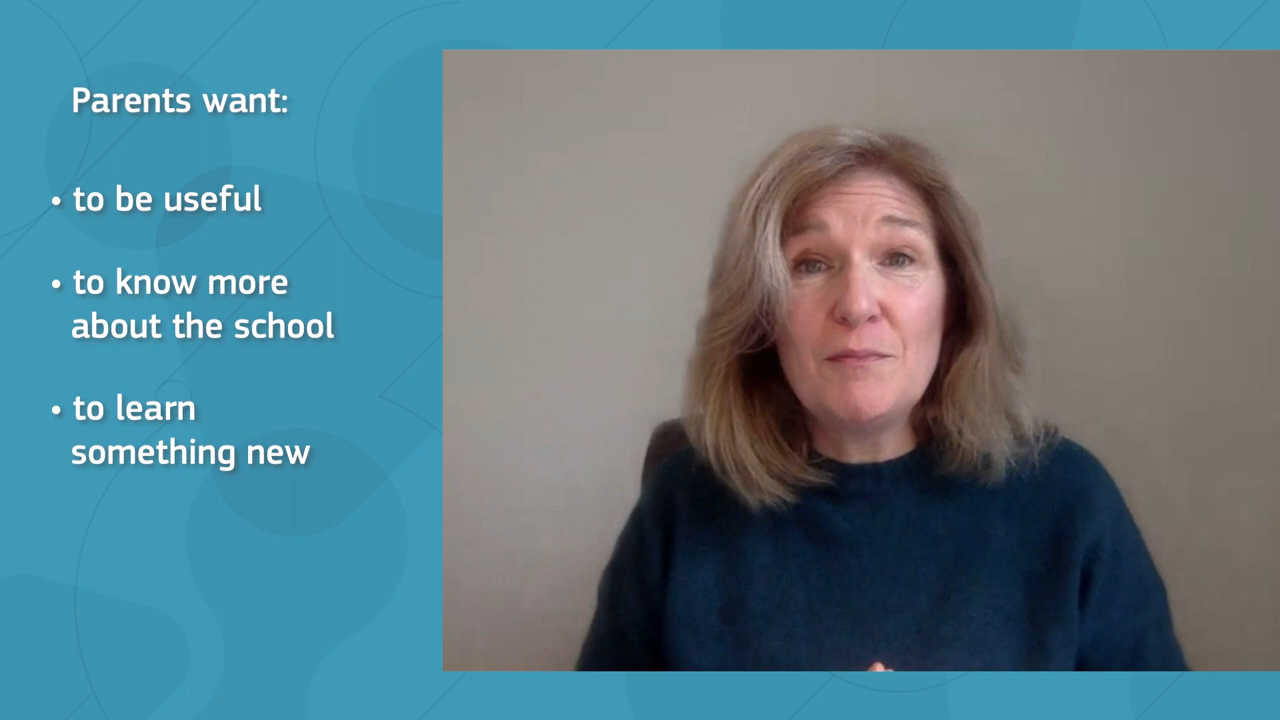 Parents want:
• to be useful
• to know more
about the school
• to learn
something new